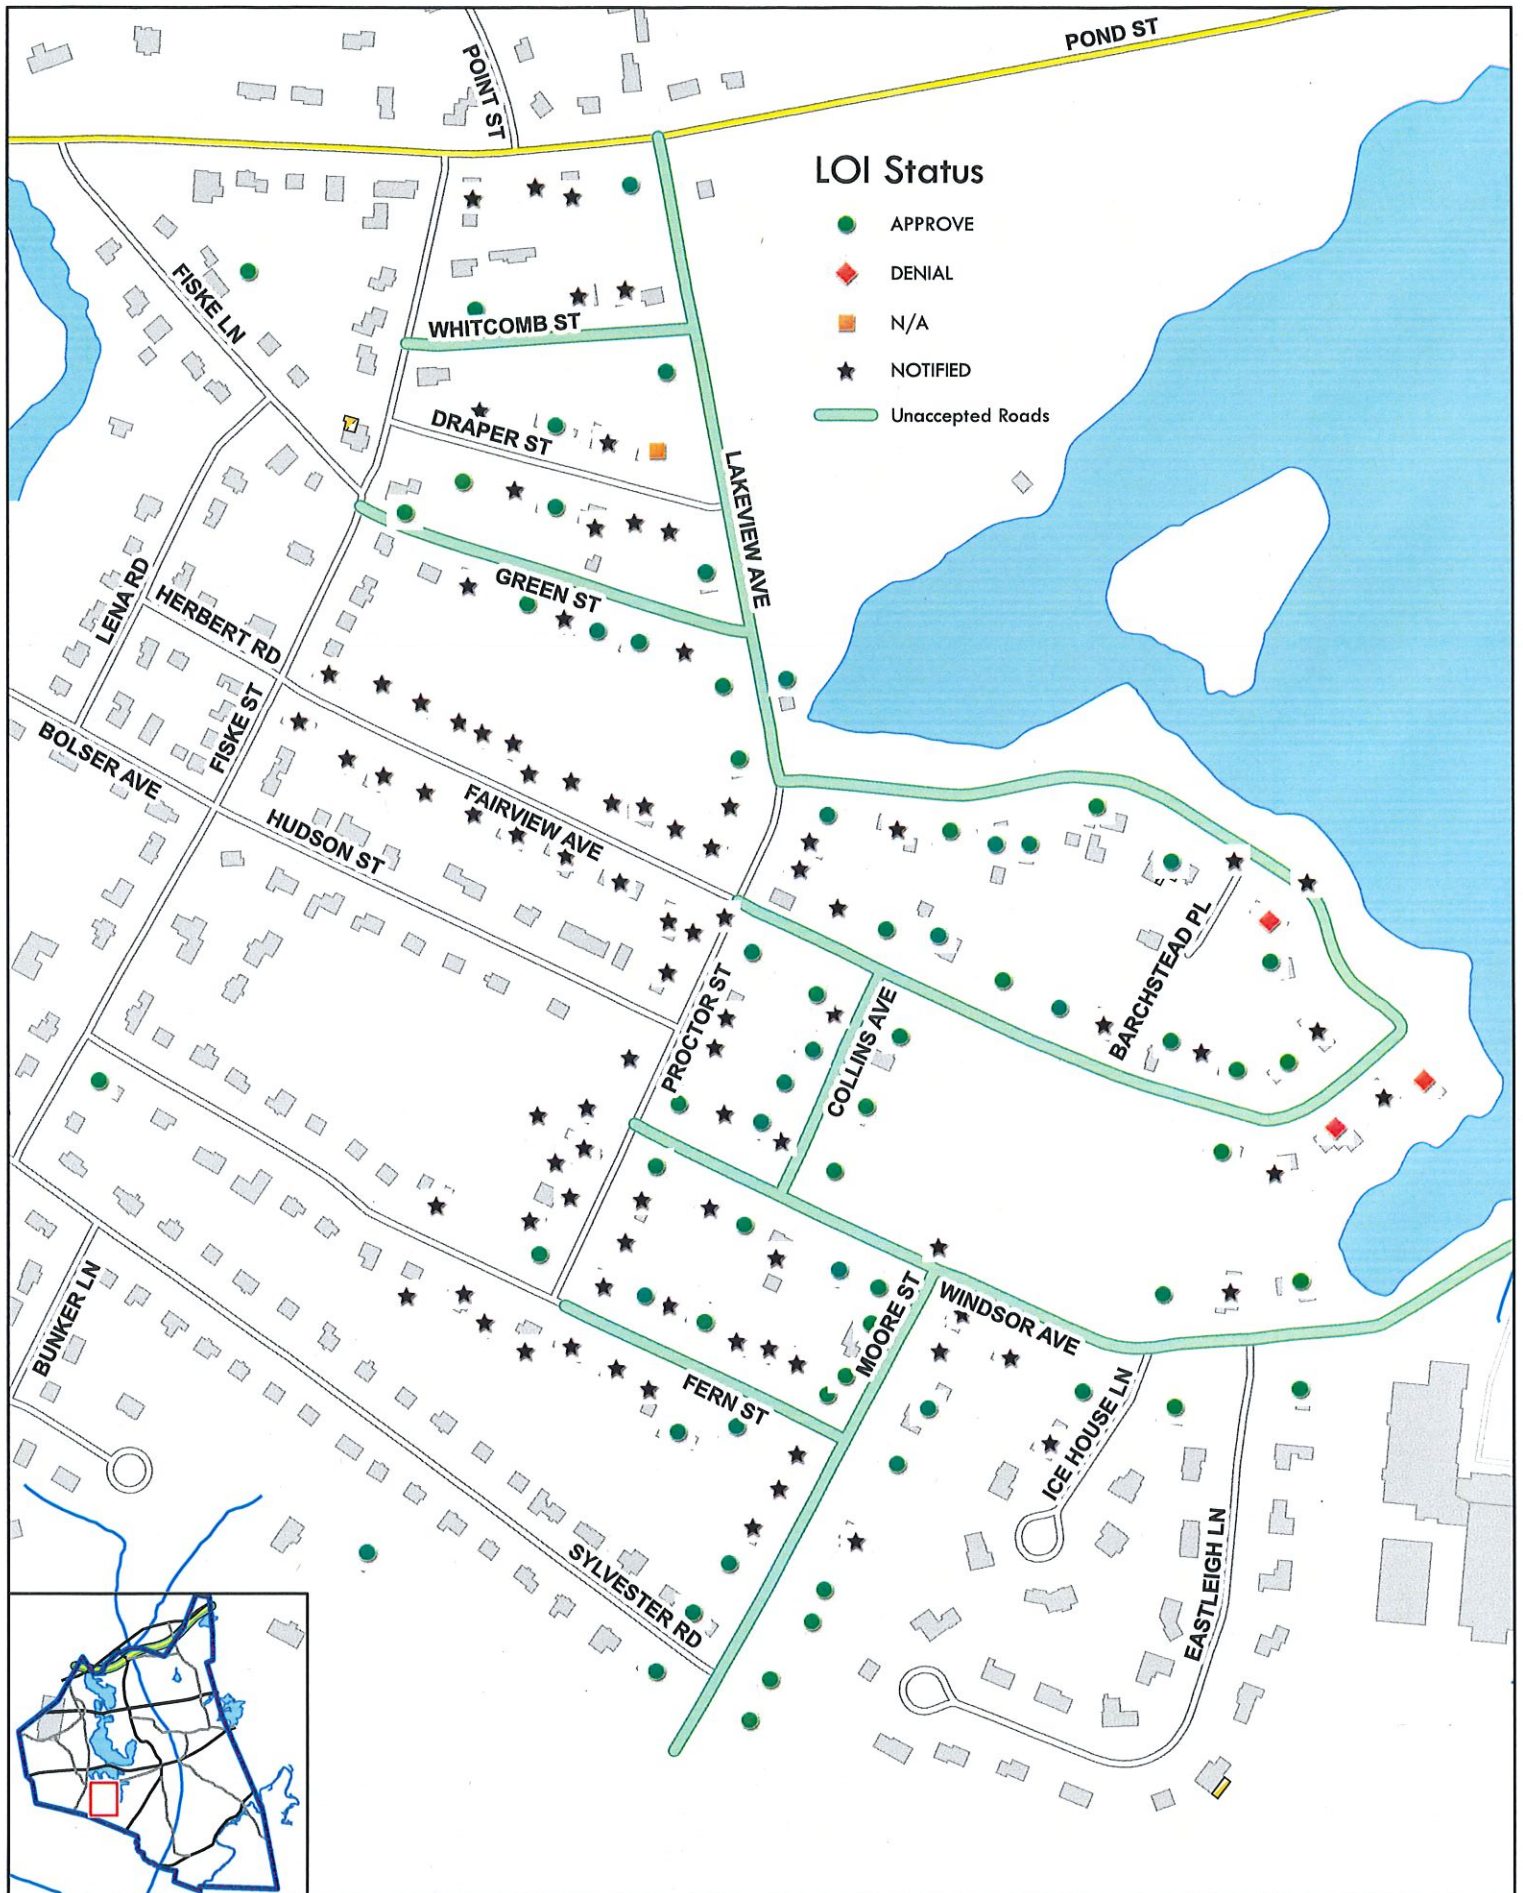 POND ST
POINT ST
LOI Status
APPROVE
DENIAL
N/A
NOTIFIED
Unaccepted Roads
FISKE LN
WHITCOMB ST
DRAPER ST
LAKEVIEW AVE
GREEN ST
LENA RD
HERBERT RD
FISKE ST
BOLSER AVE
FAIRVIEW AVE
HUDSON ST
BARCHSTEAD PL
PROCTOR ST
COLLINS AVE
MOORE ST
WINDSOR AVE
BUNKER LN
FERN ST
ICE HOUSE LN
EASTLEIGH LN
SYLVESTER RD